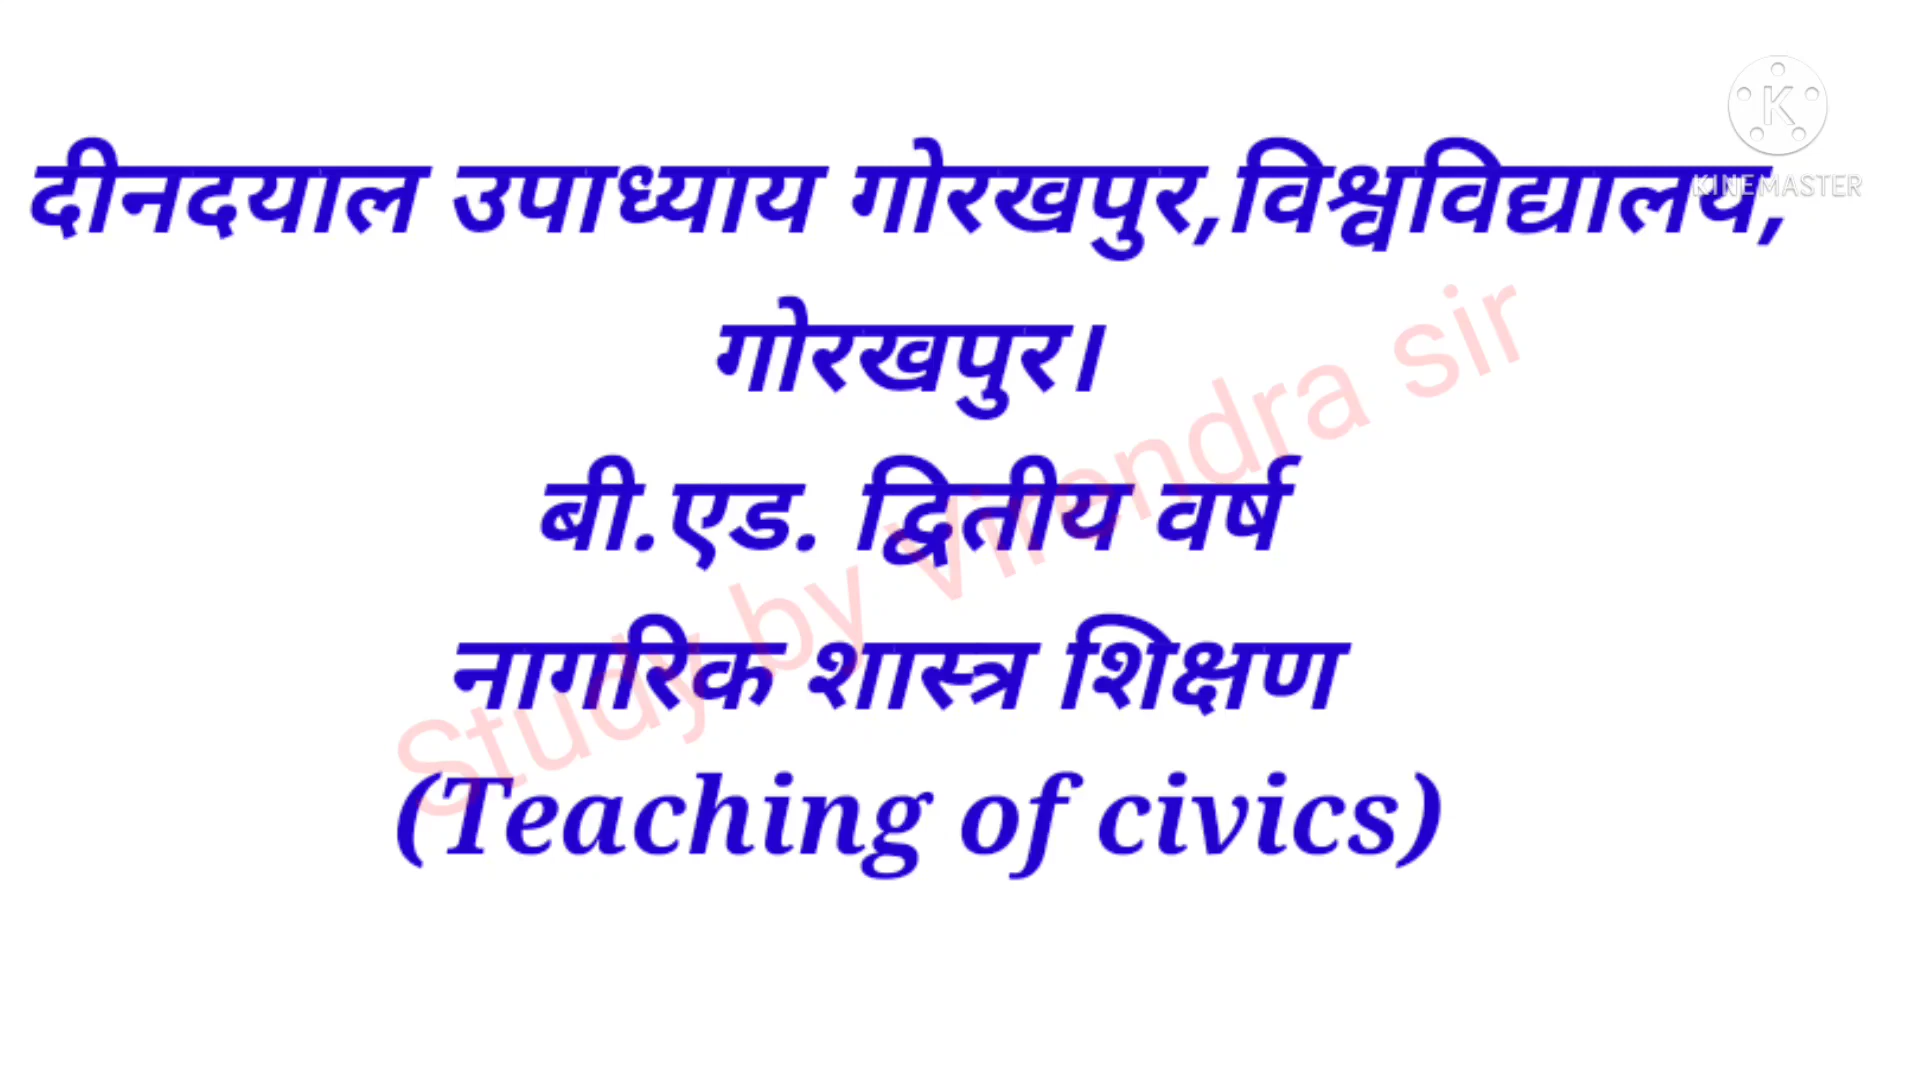 दीनदयाल उपाध्याय गोरखपुर,विश्वविद्यालय,
गोरखपुर।
बी.एड. द्वितीय वर्ष
नागरिक शास्त्र शिक्षण
(Teaching of civics)
Study by Virendra sir
K
KINEMASTER